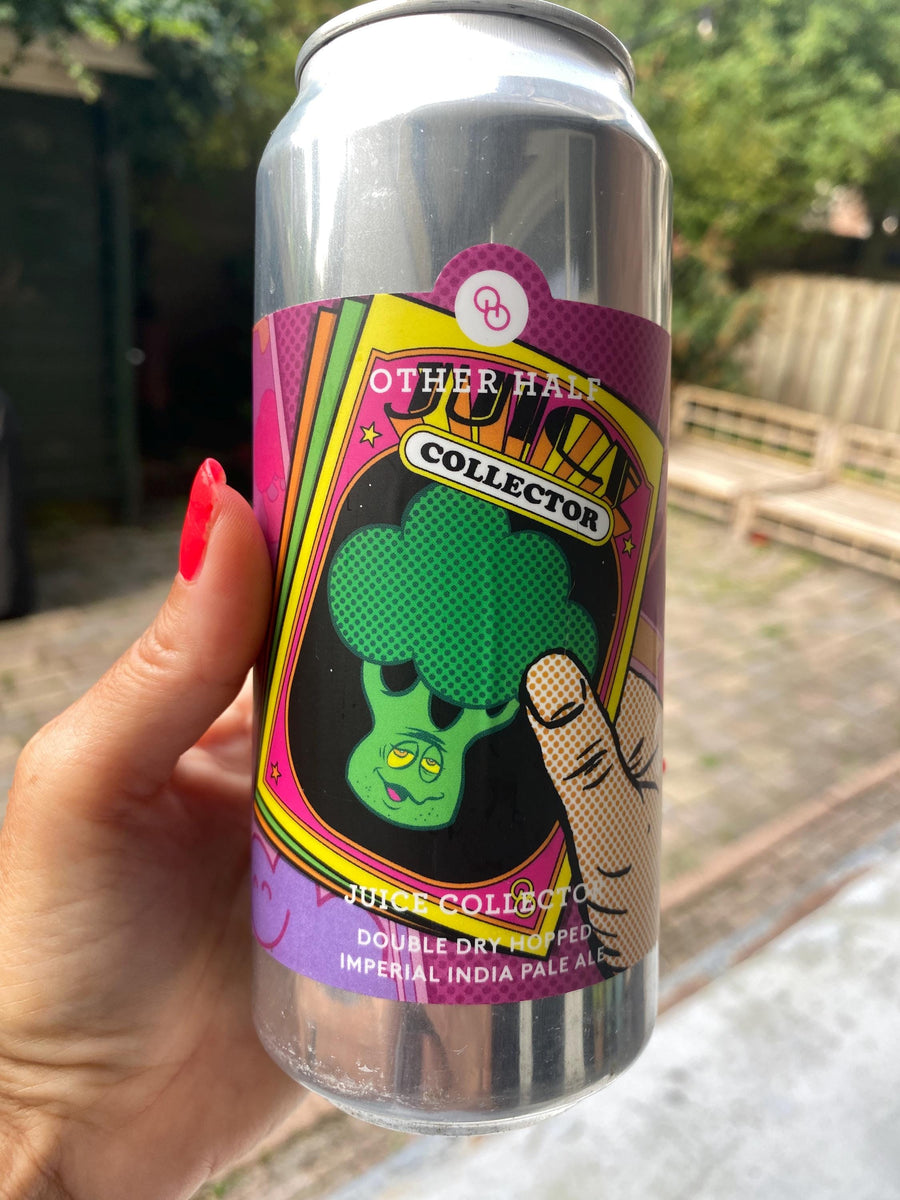 OTHER HALF
JUICE
COLLECTOR
JUICE COLLECTOR
DOUBLE DRY HOPPED
IMPERIAL INDIA PALE ALE